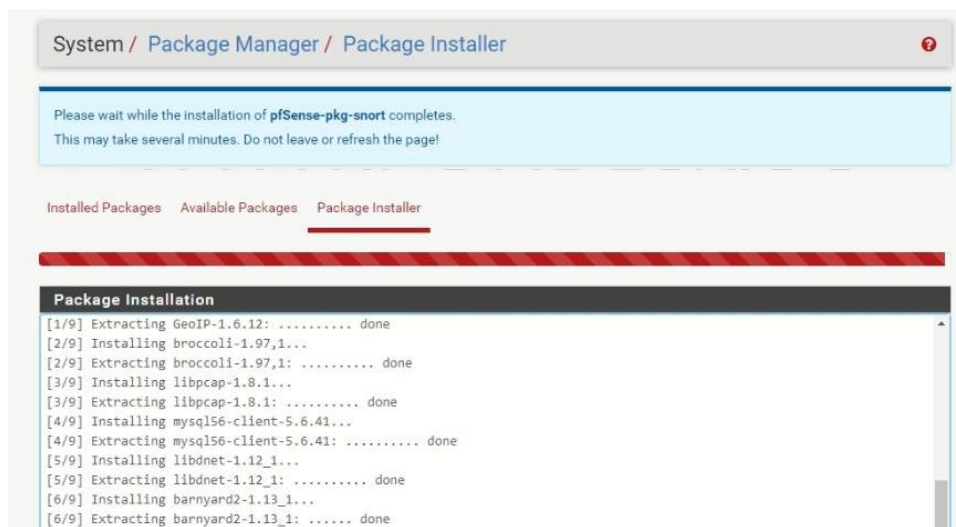 System / Package Manager / Package Installer
Please wait while the installation of pfSense-pkg-snort completes.
This may take several minutes. Do not leave or refresh the page!
Installed Packages Available Packages Package Installer
Package Installation
[1/9] Extracting GeoIP-1.6.12: .......... done
[2/9] Installing broccoli-1.97,1...
[2/9] Extracting broccoli-1.97,1: .......... done
[3/9] Installing libpcap-1.8.1...
[3/9] Extracting libpcap-1.8.1: .......... done
[4/9] Installing mysql56-client-5.6.41...
[4/9] Extracting mysql56-client-5.6.41: .......... done
[5/9] Installing libdnet-1.12_1...
[5/9] Extracting libdnet-1.12_1: .......... done
[6/9] Installing barnyard2-1.13_1...
[6/9] Extracting barnyard2-1.13_1: ...... done